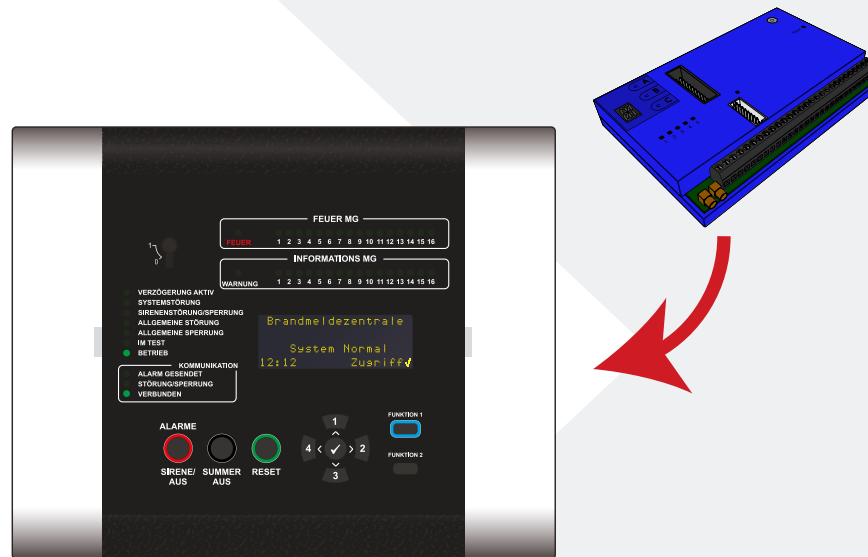 FEUER MG
FEUER
1 2 3 4 5 6 7 8 9 10 11 12 13 14 15 16
INFORMATIONS MG
WARNUNG
1 2 3 4 5 6 7 8 9 10 11 12 13 14 15 16
1
0
VERZÖGERUNG AKTIV
SYSTEMSTÖRUNG
SIRENENSTÖRUNG/SPERRUNG
ALLGEMEINE STÖRUNG
ALLGEMEINE SPERRUNG
IM TEST
BETRIEB
KOMMUNIKATION
ALARM GESENDET
STÖRUNG/SPERRUNG
VERBUNDEN
Brandmeldezentrale
System Normal
12:12 Zugriff✓
ALARME
SIRENE/
AUS
SUMMER
AUS
RESET
1
4 ✓ 2
3
FUNKTION 1
FUNKTION 2
A
B
C